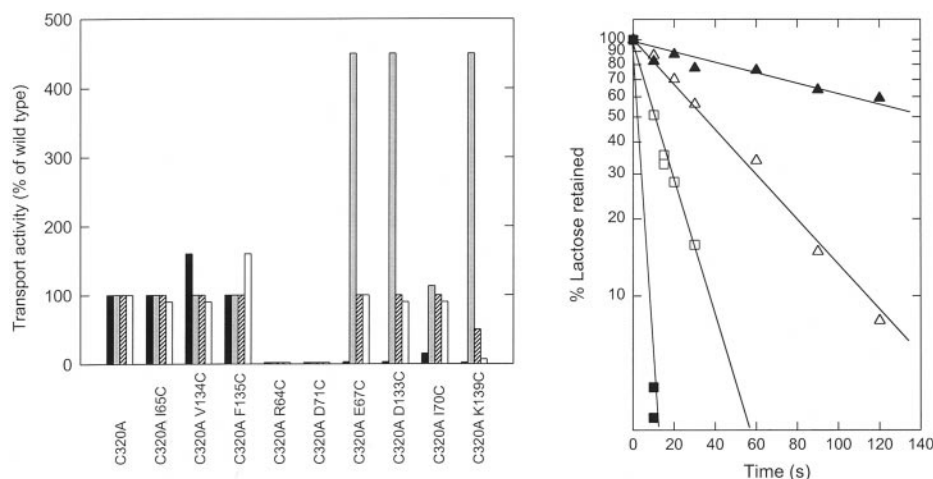 Transport activity (% of wild type)
500
400
300
200
100
0
C320A
C320A I65C
C320A V134C
C320A F135C
C320A R64C
C320A D71C
C320A E67C
C320A D133C
C320A I70C
C320A K139C
% Lactose retained
100
90
80
70
60
50
40
30
20
10
0 20 40 60 80 100 120 140
Time (s)